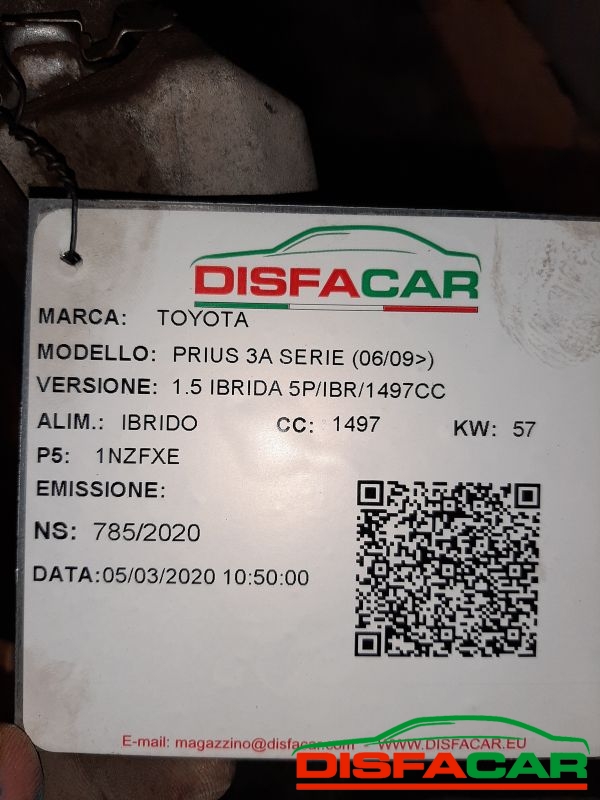 DISFACAR
MARCA: TOYOTA
MODELLO: PRIUS 3A SERIE (06/09>)
VERSIONE: 1.5 IBRIDA 5P/IBR/1497CC
ALIM.: IBRIDO CC: 1497 KW: 57
P5: 1NZFXE
EMISSIONE:
NS: 785/2020
DATA:05/03/2020 10:50:00
E-mail: magazzino@disfacar.com - WWW.DISFACAR.EU
DISFACAR